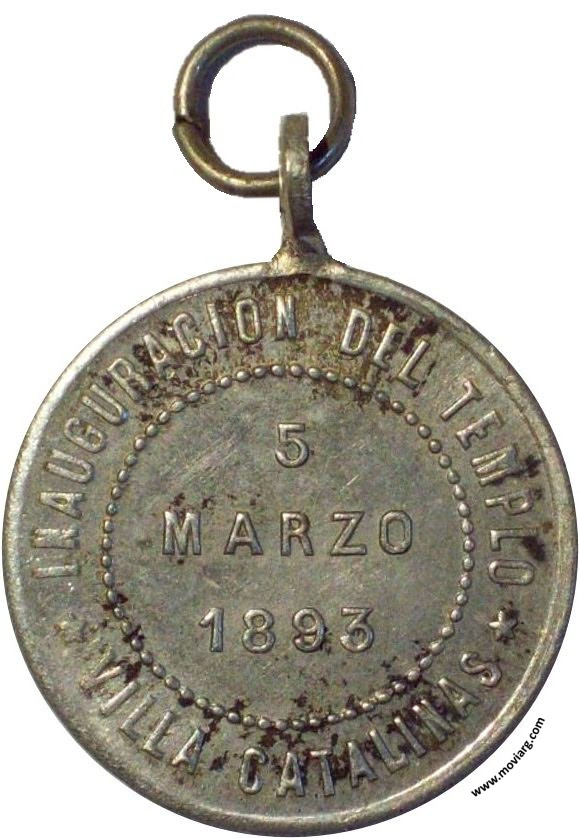 INAUGURACION DEL TEMPLO
5
MARZO
1893
* VILLA CATALINAS *
www.moviarg.com